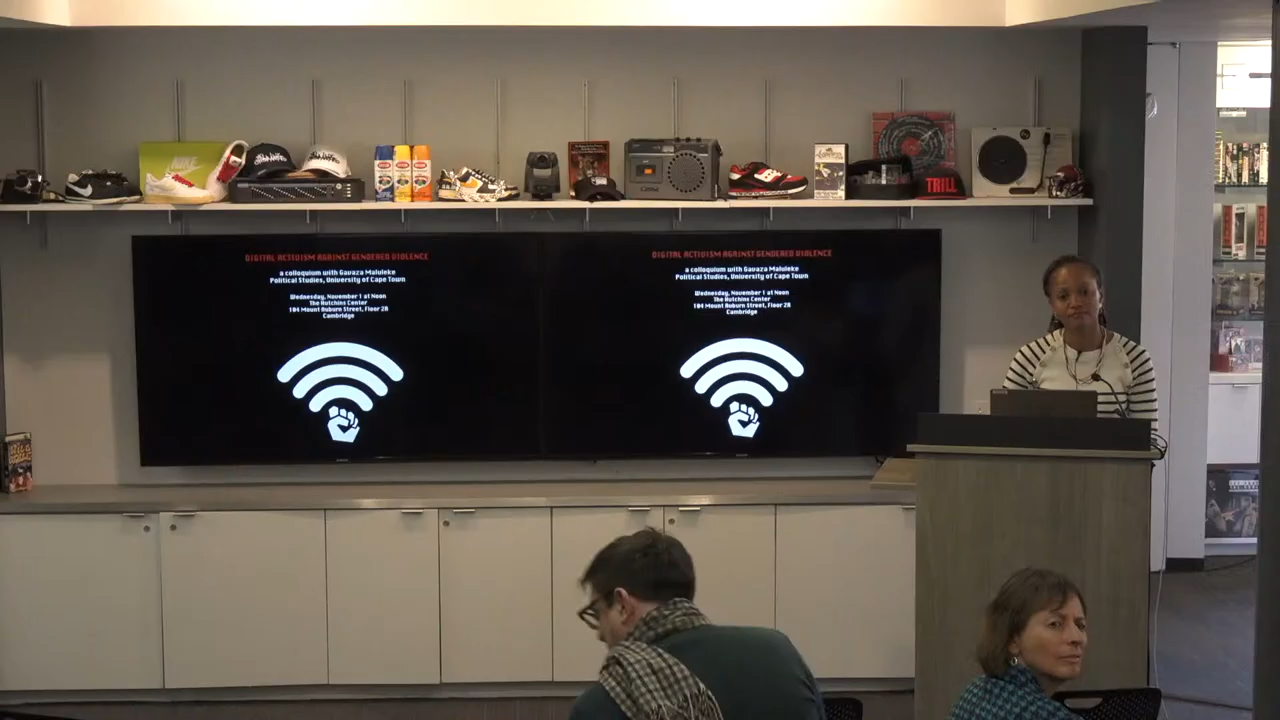 NIKE
TRILL
DIGITAL ACTIVISM AGAINST GENDERED VIOLENCE
a colloquium with Gavaza Maluleke
Political Studies, University of Cape Town
Wednesday, November 1 at Noon
The Hutchins Center
104 Mount Auburn Street, Floor 2R
Cambridge
DIGITAL ACTIVISM AGAINST GENDERED VIOLENCE
a colloquium with Gavaza Maluleke
Political Studies, University of Cape Town
Wednesday, November 1 at Noon
The Hutchins Center
104 Mount Auburn Street, Floor 2R
Cambridge